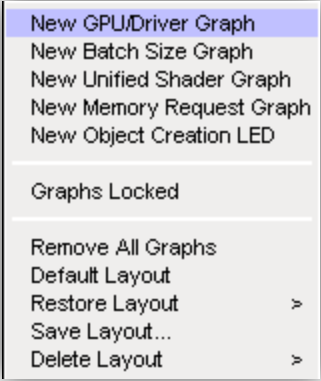 New GPU/Driver Graph
New Batch Size Graph
New Unified Shader Graph
New Memory Request Graph
New Object Creation LED
Graphs Locked
Remove All Graphs
Default Layout
Restore Layout >
Save Layout...
Delete Layout >